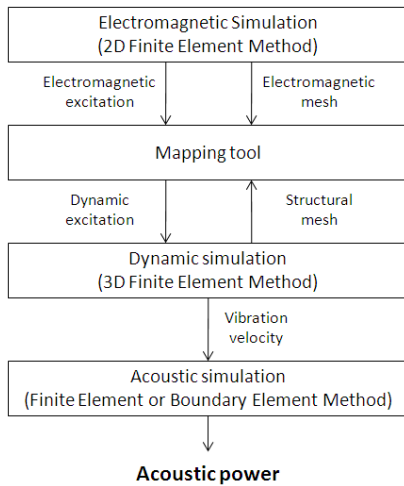 Electromagnetic Simulation
(2D Finite Element Method)
Electromagnetic
excitation
Electromagnetic
mesh
Mapping tool
Dynamic
excitation
Structural
mesh
Dynamic simulation
(3D Finite Element Method)
Vibration
velocity
Acoustic simulation
(Finite Element or Boundary Element Method)
Acoustic power